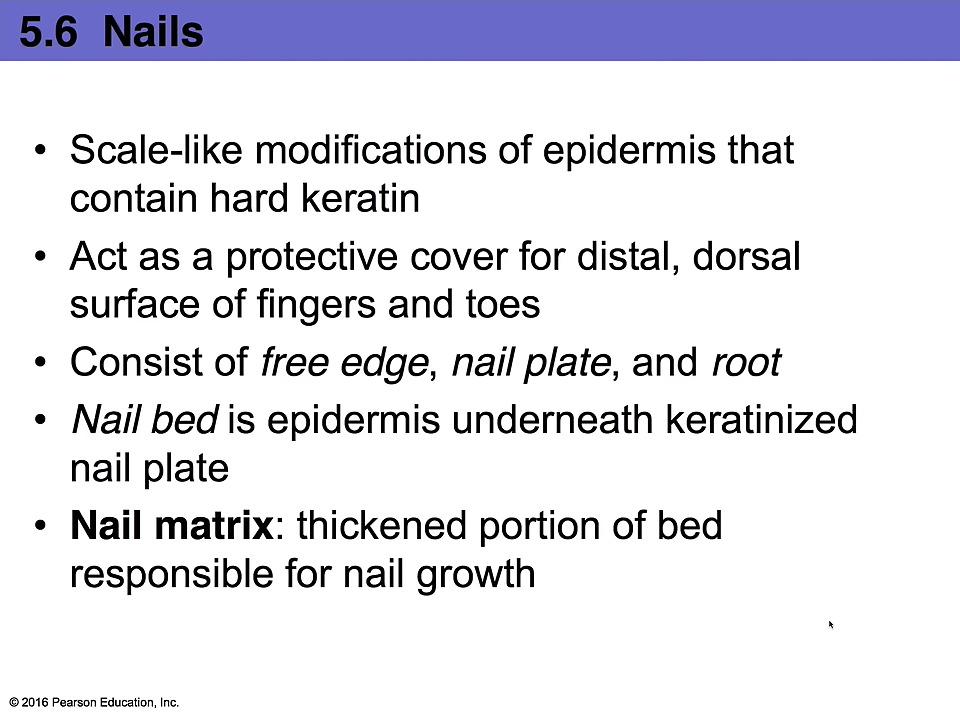 5.6 Nails
• Scale-like modifications of epidermis that
contain hard keratin
• Act as a protective cover for distal, dorsal
surface of fingers and toes
• Consist of free edge, nail plate, and root
• Nail bed is epidermis underneath keratinized
nail plate
• Nail matrix: thickened portion of bed
responsible for nail growth
© 2016 Pearson Education, Inc.